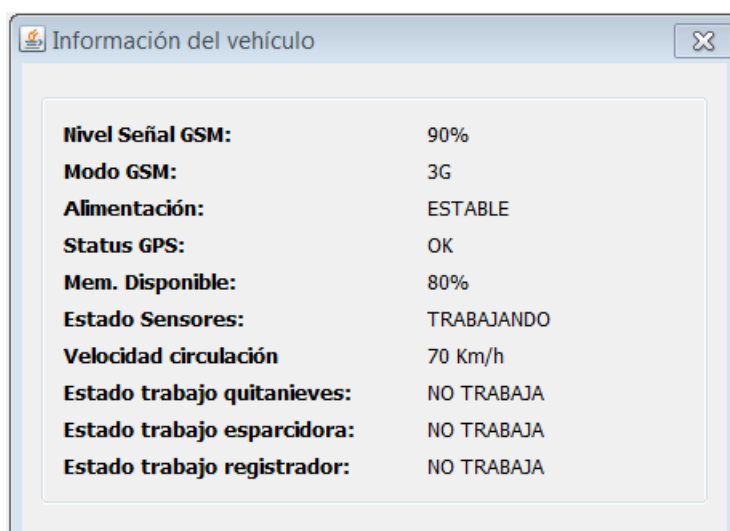 Información del vehículo
Nivel Señal GSM: 90%
Modo GSM: 3G
Alimentación: ESTABLE
Status GPS: OK
Mem. Disponible: 80%
Estado Sensores: TRABAJANDO
Velocidad circulación 70 Km/h
Estado trabajo quitanieves: NO TRABAJA
Estado trabajo esparcidora: NO TRABAJA
Estado trabajo registrador: NO TRABAJA